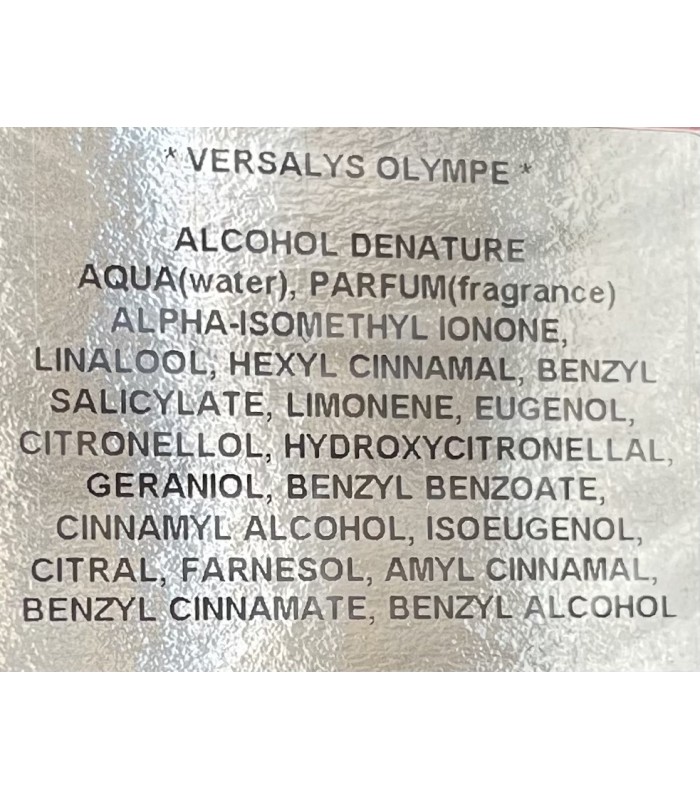 * VERSALYS OLYMPE *
ALCOHOL DENATURE
AQUA(water), PARFUM(fragrance)
ALPHA-ISOMETHYL IONONE,
LINALOOL, HEXYL CINNAMAL, BENZYL
SALICYLATE, LIMONENE, EUGENOL,
CITRONELLOL, HYDROXYCITRONELLAL,
GERANIOL, BENZYL BENZOATE,
CINNAMYL ALCOHOL, ISOEUGENOL,
CITRAL, FARNESOL, AMYL CINNAMAL,
BENZYL CINNAMATE, BENZYL ALCOHOL